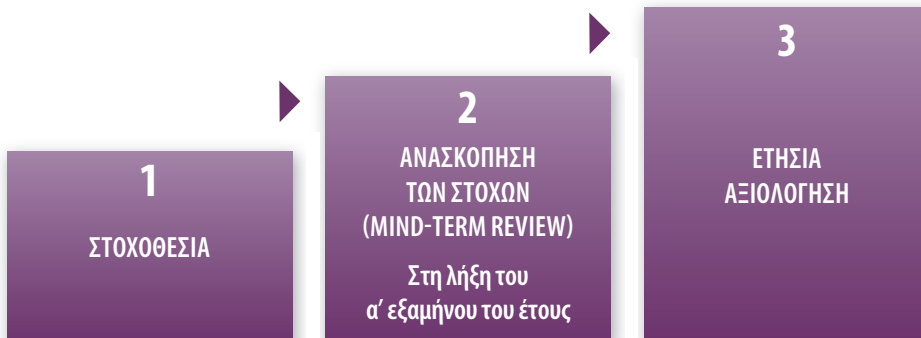 1
ΣΤΟΧΟΘΕΣΙΑ
2
ΑΝΑΣΚΟΠΗΣΗ
ΤΩΝ ΣΤΟΧΩΝ
(MIND-TERM REVIEW)
Στη λήξη του
α’ εξαμήνου του έτους
3
ΕΤΗΣΙΑ
ΑΞΙΟΛΟΓΗΣΗ